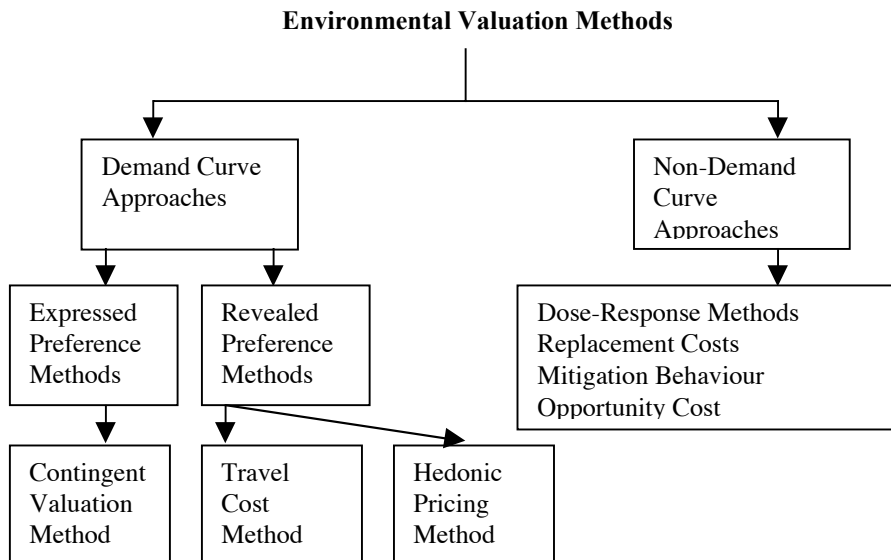 Environmental Valuation Methods
Demand Curve
Approaches
Non-Demand
Curve
Approaches
Expressed
Preference
Methods
Revealed
Preference
Methods
Dose-Response Methods
Replacement Costs
Mitigation Behaviour
Opportunity Cost
Contingent
Valuation
Method
Travel
Cost
Method
Hedonic
Pricing
Method